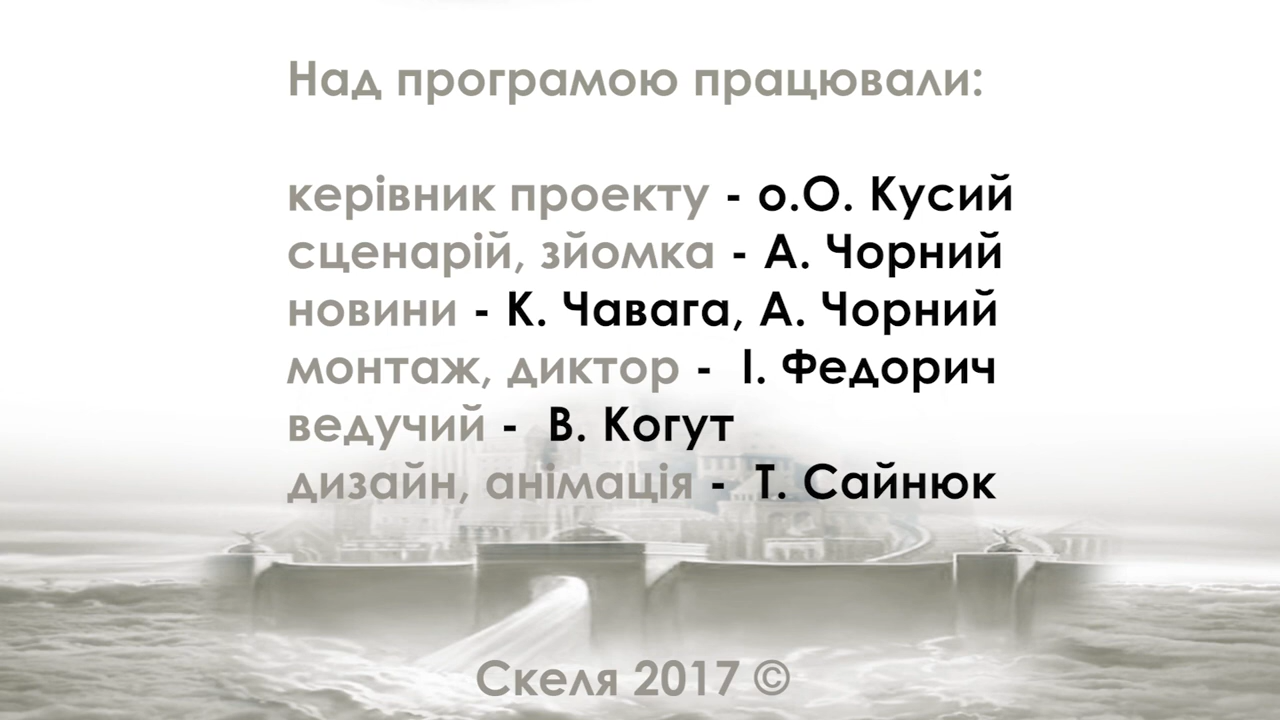 Над програмою працювали:
керівник проекту - о.О. Кусий
сценарій, зйомка - А. Чорний
новини - К. Чавага, А. Чорний
монтаж, диктор -  І. Федорич
ведучий -  В. Когут
дизайн, анімація -  Т. Сайнюк
Скеля 2017 ©